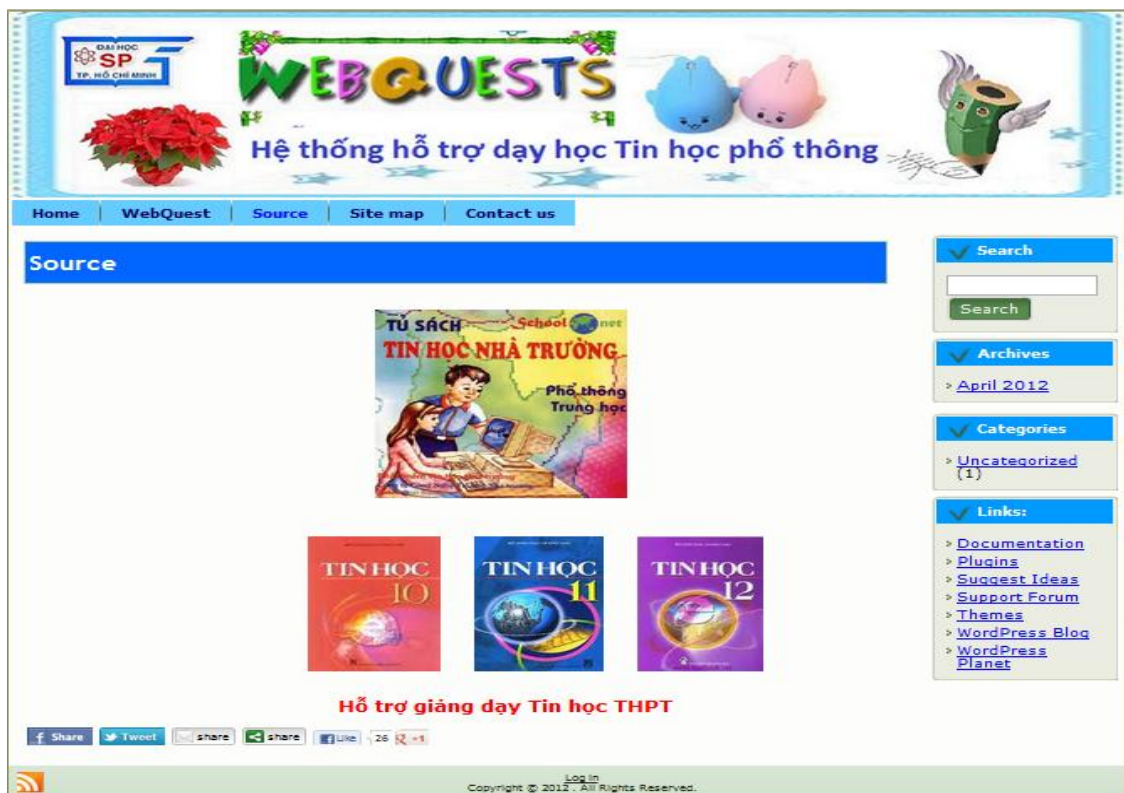 ĐẠI HỌC
SP
TP. HỒ CHÍ MINH
WEBQUESTS
Hệ thống hỗ trợ dạy học Tin học phổ thông
Home WebQuest Source Site map Contact us
Source
TỦ SÁCH School net
TIN HỌC NHÀ TRƯỜNG
Phổ thông
Trung học
TIN HỌC
10
TIN HỌC
11
TIN HỌC
12
Hỗ trợ giảng dạy Tin học THPT
Share Tweet share share Like 26 +1
Search
Search
Archives
April 2012
Categories
Uncategorized
(1)
Links:
Documentation
Plugins
Suggest Ideas
Support Forum
Themes
WordPress Blog
WordPress
Planet
Log in
Copyright © 2012 . All Rights Reserved.